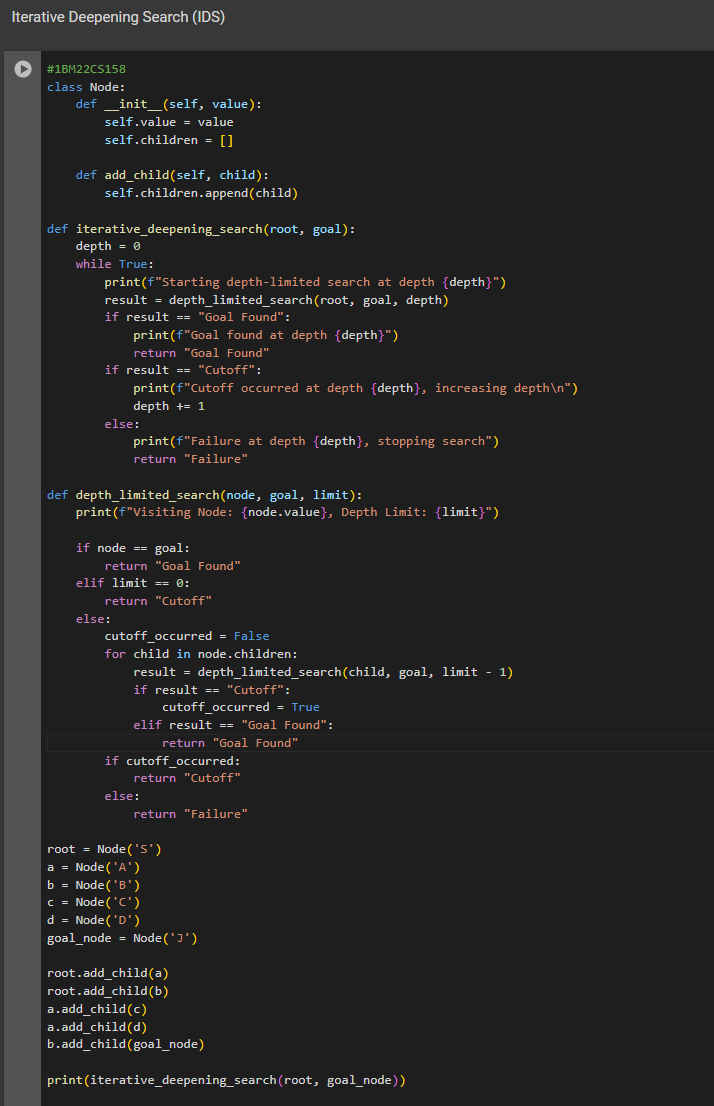 Iterative Deepening Search (IDS)
#1BM22CS158
class Node:
    def __init__(self, value):
        self.value = value
        self.children = []

    def add_child(self, child):
        self.children.append(child)

def iterative_deepening_search(root, goal):
    depth = 0
    while True:
        print(f"Starting depth-limited search at depth {depth}")
        result = depth_limited_search(root, goal, depth)
        if result == "Goal Found":
            print(f"Goal found at depth {depth}")
            return "Goal Found"
        if result == "Cutoff":
            print(f"Cutoff occurred at depth {depth}, increasing depth\n")
            depth += 1
        else:
            print(f"Failure at depth {depth}, stopping search")
            return "Failure"

def depth_limited_search(node, goal, limit):
    print(f"Visiting Node: {node.value}, Depth Limit: {limit}")

    if node == goal:
        return "Goal Found"
    elif limit == 0:
        return "Cutoff"
    else:
        cutoff_occurred = False
        for child in node.children:
            result = depth_limited_search(child, goal, limit - 1)
            if result == "Cutoff":
                cutoff_occurred = True
            elif result == "Goal Found":
                return "Goal Found"
        if cutoff_occurred:
            return "Cutoff"
        else:
            return "Failure"

root = Node('S')
a = Node('A')
b = Node('B')
c = Node('C')
d = Node('D')
goal_node = Node('J')

root.add_child(a)
root.add_child(b)
a.add_child(c)
a.add_child(d)
b.add_child(goal_node)

print(iterative_deepening_search(root, goal_node))